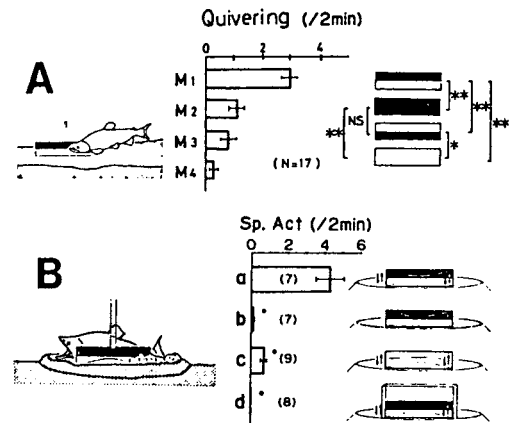 Quivering (/2min)
0 2 4
A
M1
M2
M3
M4
1
(N=17)
**
NS
**
**
*
**
Sp. Act (/2min)
0 2 4 6
B
a (7)
b * (7)
c * (9)
d * (8)